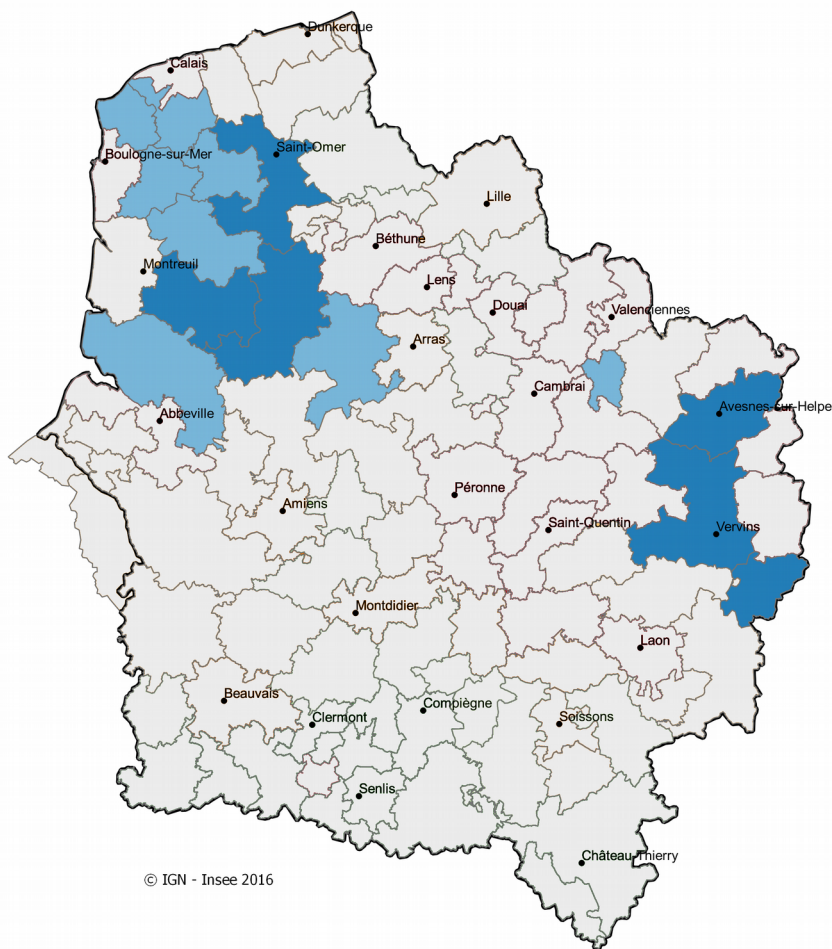 Dunkerque
Calais
Saint-Omer
Boulogne-sur-Mer
Lille
Béthune
Montreuil
Lens
Douai
Valenciennes
Arras
Cambrai
Avesnes-sur-Helpe
Abbeville
Péronne
Amiens
Saint-Quentin
Vervins
Montdidier
Laon
Beauvais
Compiègne
Clermont
Soissons
Senlis
Château-Thierry
© IGN - Insee 2016